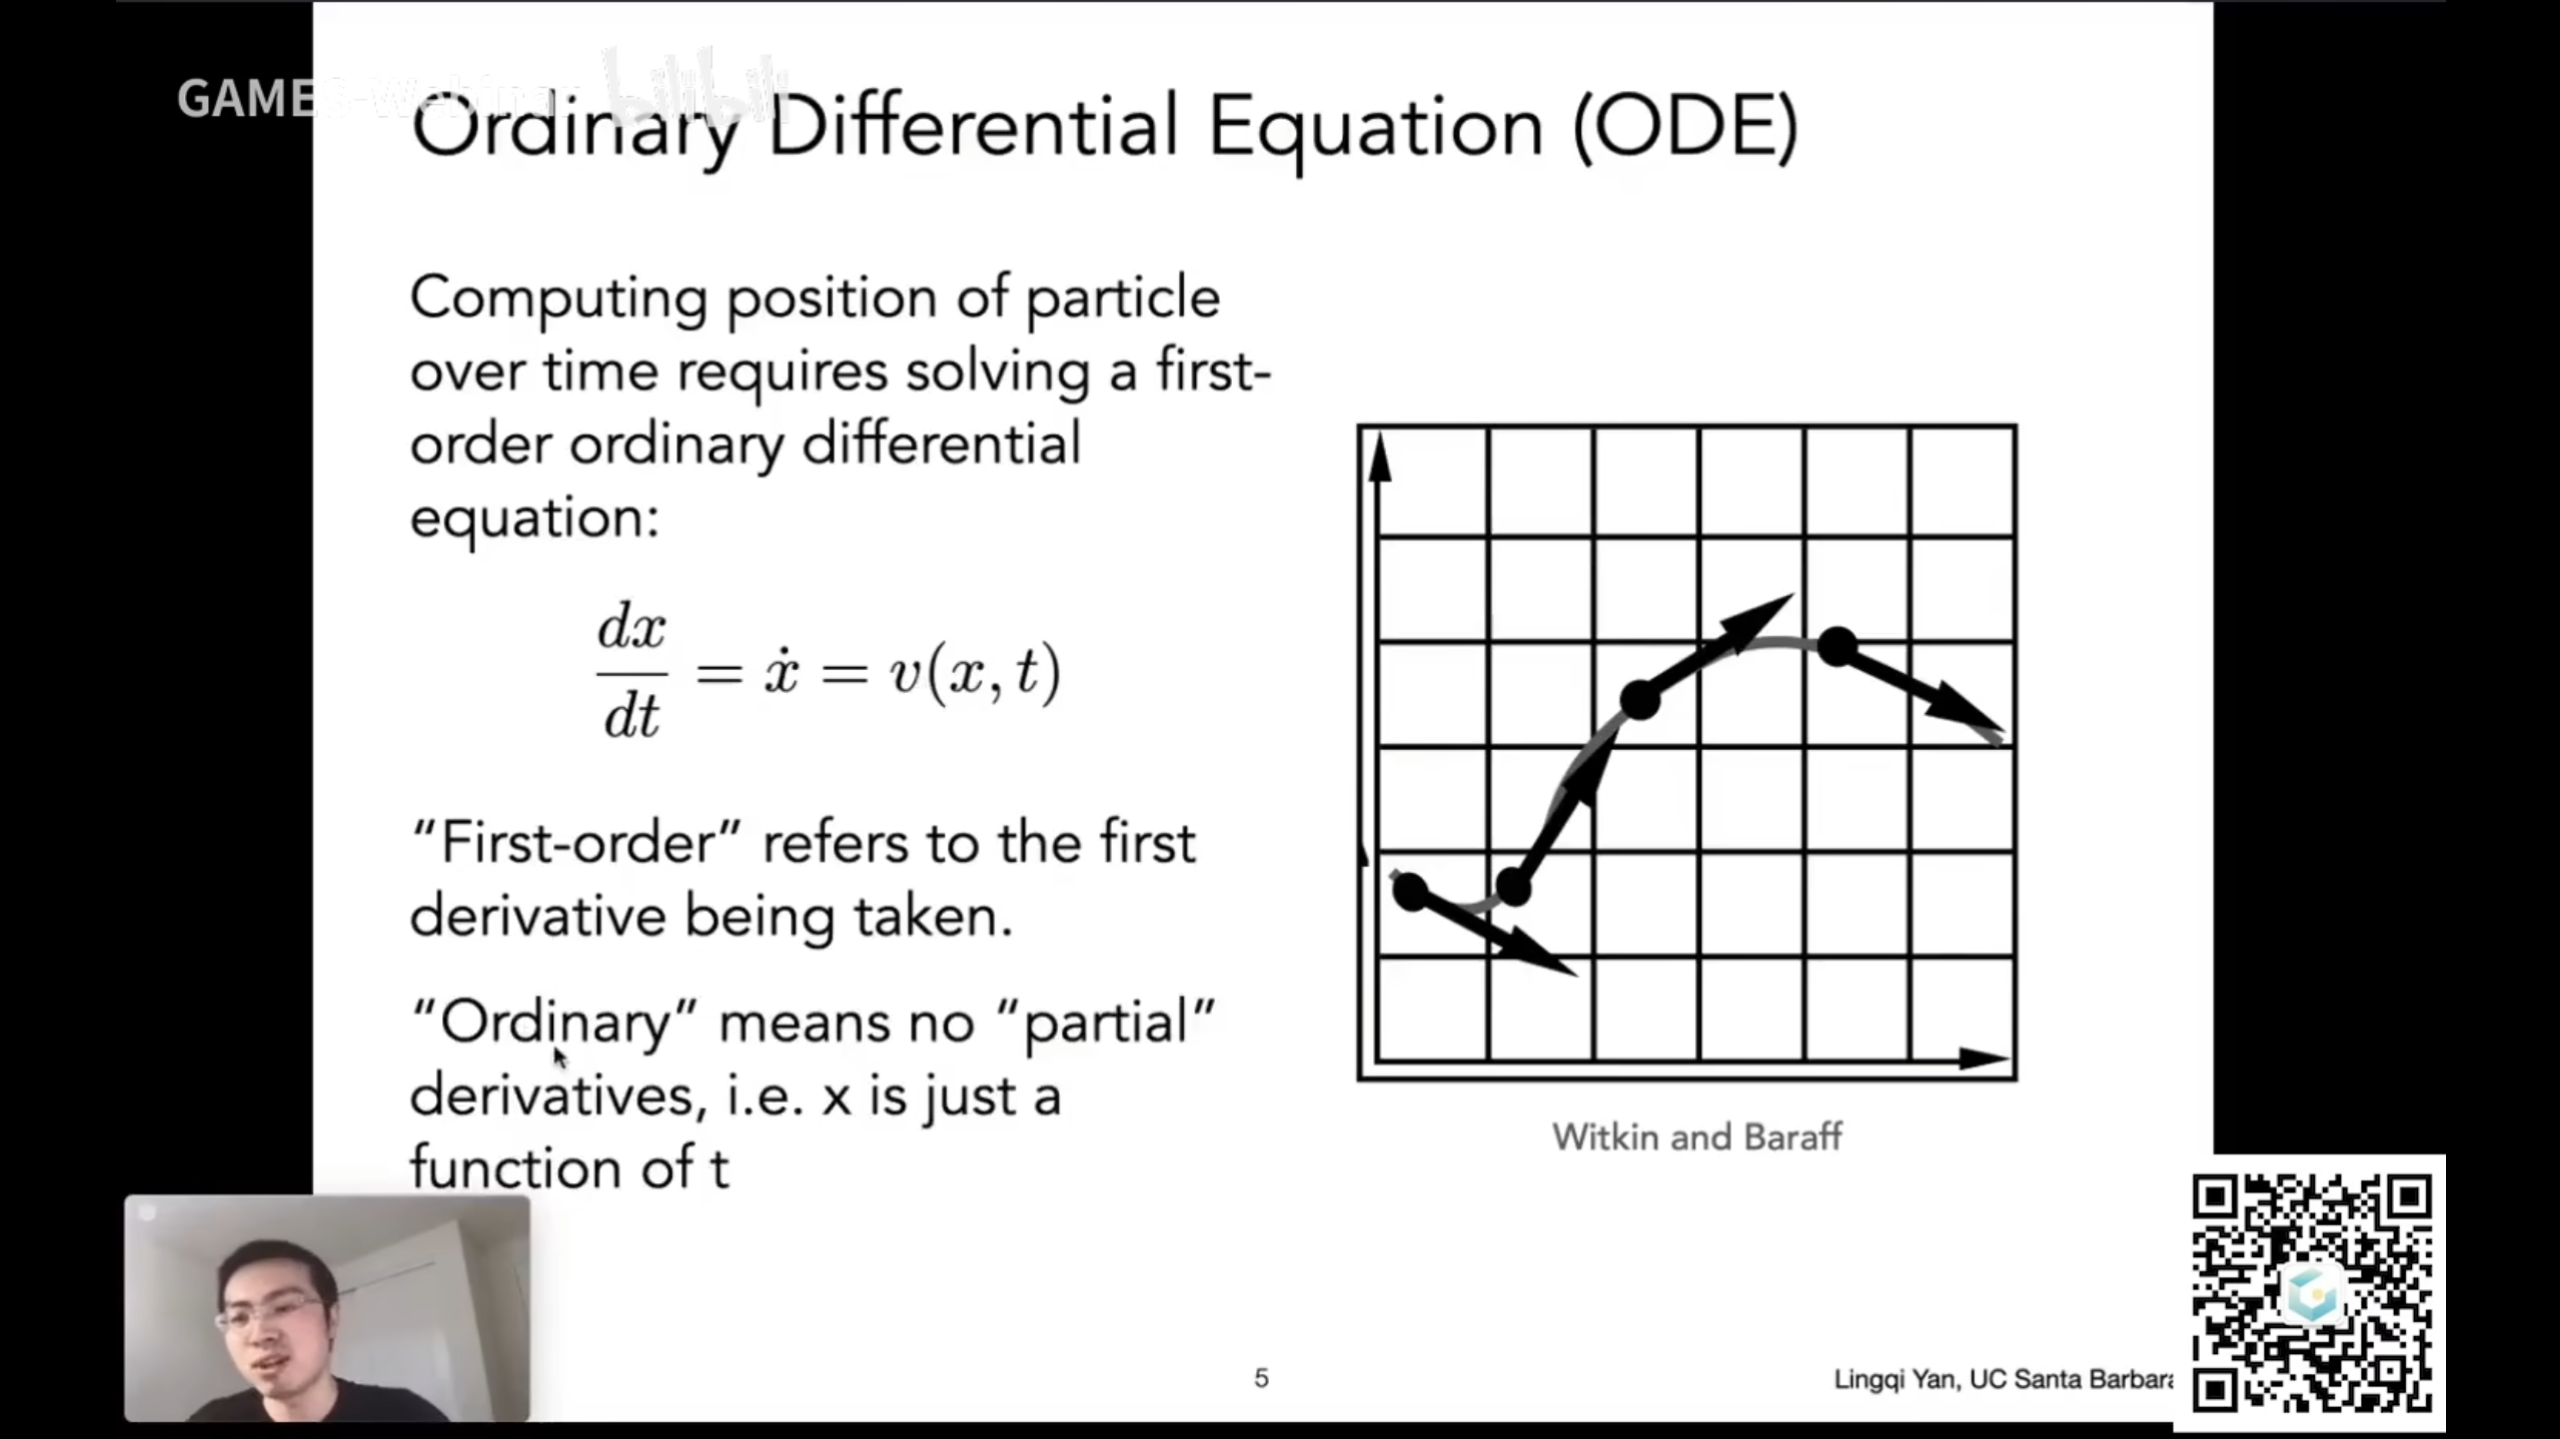 GAMES-Webinar bilibili
Ordinary Differential Equation (ODE)
Computing position of particle
over time requires solving a first-
order ordinary differential
equation:
dx/dt = ẋ = v(x, t)
“First-order” refers to the first
derivative being taken.
“Ordinary” means no “partial”
derivatives, i.e. x is just a
function of t
Witkin and Baraff
5
Lingqi Yan, UC Santa Barbara